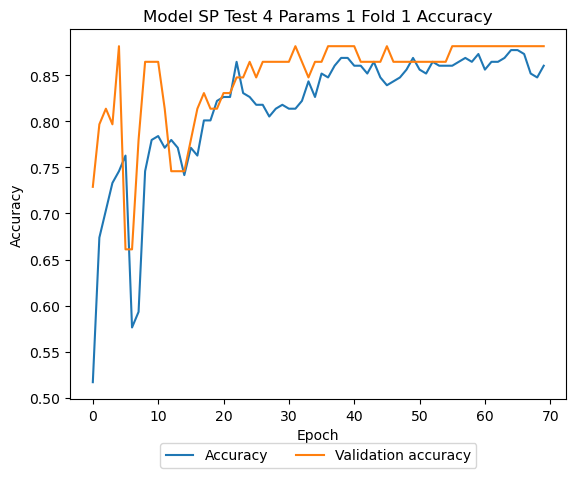 Model SP Test 4 Params 1 Fold 1 Accuracy
Accuracy
0.85
0.80
0.75
0.70
0.65
0.60
0.55
0.50
0 10 20 30 40 50 60 70
Epoch
Accuracy Validation accuracy